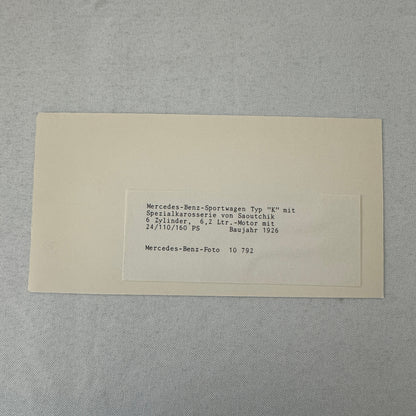 Mercedes-Benz-Sportwagen Typ "K" mit
Spezialkarosserie von Saoutchik
6 Zylinder, 6,2 Ltr.-Motor mit
24/110/160 PS Baujahr 1926
Mercedes-Benz-Foto 10 792